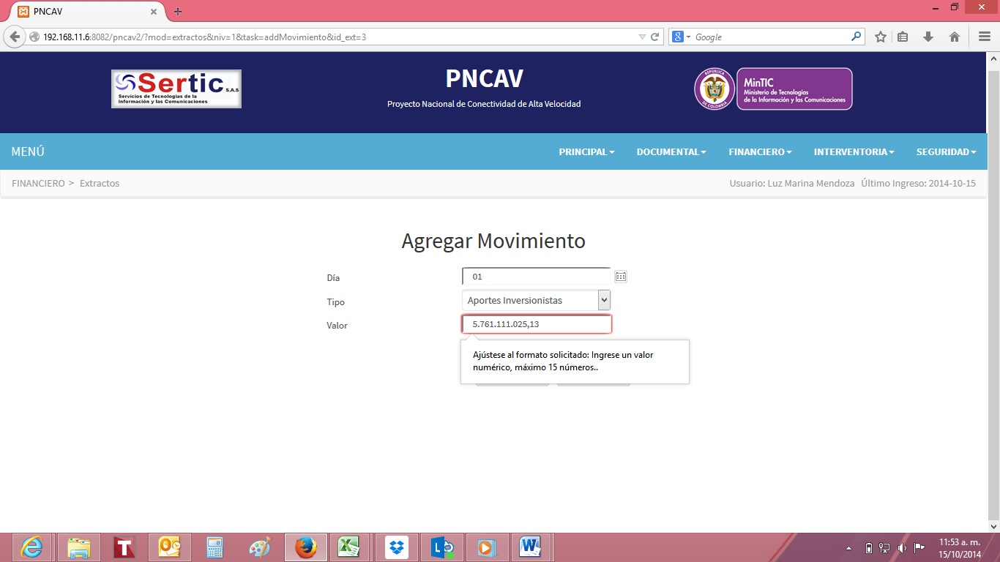 PNCAV
192.168.11.6:8082/pncav2/?mod=extractos&niv=1&task=addMovimiento&id_ext=3
Google
Sertic S.A.S
Servicios de Tecnologías de la
Información y las Comunicaciones
PNCAV
Proyecto Nacional de Conectividad de Alta Velocidad
REPÚBLICA
DE COLOMBIA
MinTIC
Ministerio de Tecnologías
de la Información y las Comunicaciones
MENÚ
PRINCIPAL
DOCUMENTAL
FINANCIERO
INTERVENTORIA
SEGURIDAD
FINANCIERO > Extractos
Usuario: Luz Marina Mendoza Último Ingreso: 2014-10-15
Agregar Movimiento
Día
01
Tipo
Aportes Inversionistas
Valor
5.761.111.025,13
Ajústese al formato solicitado: Ingrese un valor
numérico, máximo 15 números..
11:53 a. m.
15/10/2014